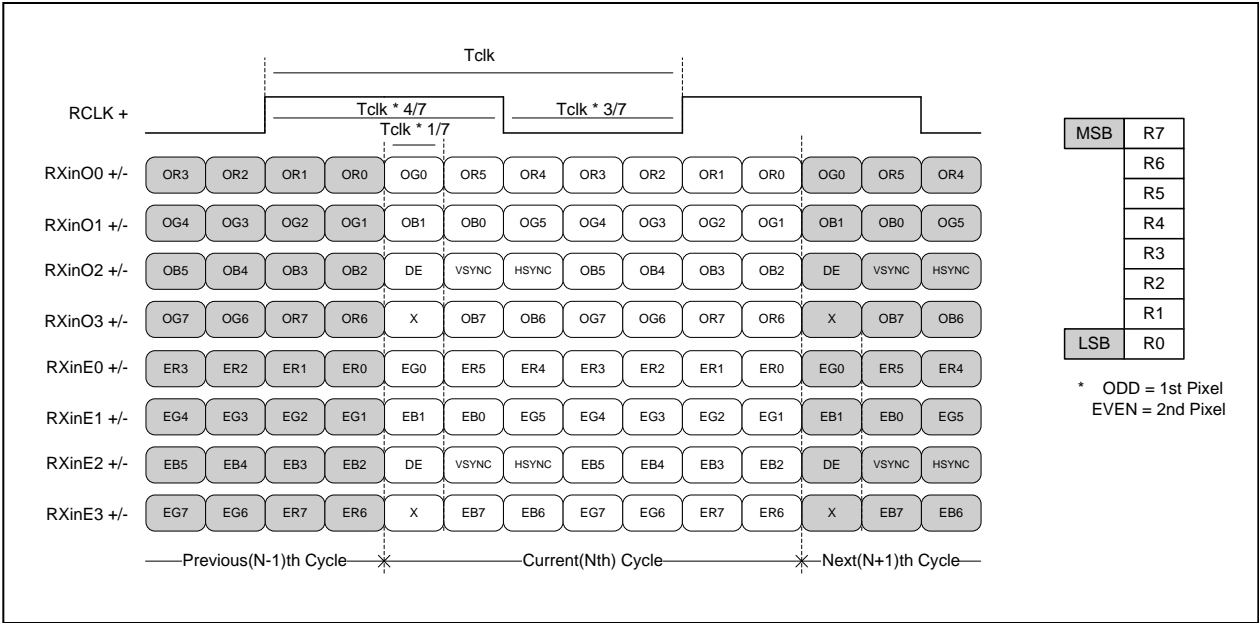 Tclk
RCLK +
Tclk * 4/7
Tclk * 3/7
Tclk * 1/7
RXinO0 +/- OR3 OR2 OR1 OR0 OG0 OR5 OR4 OR3 OR2 OR1 OR0 OG0 OR5 OR4
RXinO1 +/- OG4 OG3 OG2 OG1 OB1 OB0 OG5 OG4 OG3 OG2 OG1 OB1 OB0 OG5
RXinO2 +/- OB5 OB4 OB3 OB2 DE VSYNC HSYNC OB5 OB4 OB3 OB2 DE VSYNC HSYNC
RXinO3 +/- OG7 OG6 OR7 OR6 X OB7 OB6 OG7 OG6 OR7 OR6 X OB7 OB6
RXinE0 +/- ER3 ER2 ER1 ER0 EG0 ER5 ER4 ER3 ER2 ER1 ER0 EG0 ER5 ER4
RXinE1 +/- EG4 EG3 EG2 EG1 EB1 EB0 EG5 EG4 EG3 EG2 EG1 EB1 EB0 EG5
RXinE2 +/- EB5 EB4 EB3 EB2 DE VSYNC HSYNC EB5 EB4 EB3 EB2 DE VSYNC HSYNC
RXinE3 +/- EG7 EG6 ER7 ER6 X EB7 EB6 EG7 EG6 ER7 ER6 X EB7 EB6
Previous(N-1)th Cycle Current(Nth) Cycle Next(N+1)th Cycle
MSB R7
R6
R5
R4
R3
R2
R1
LSB R0
* ODD = 1st Pixel
EVEN = 2nd Pixel